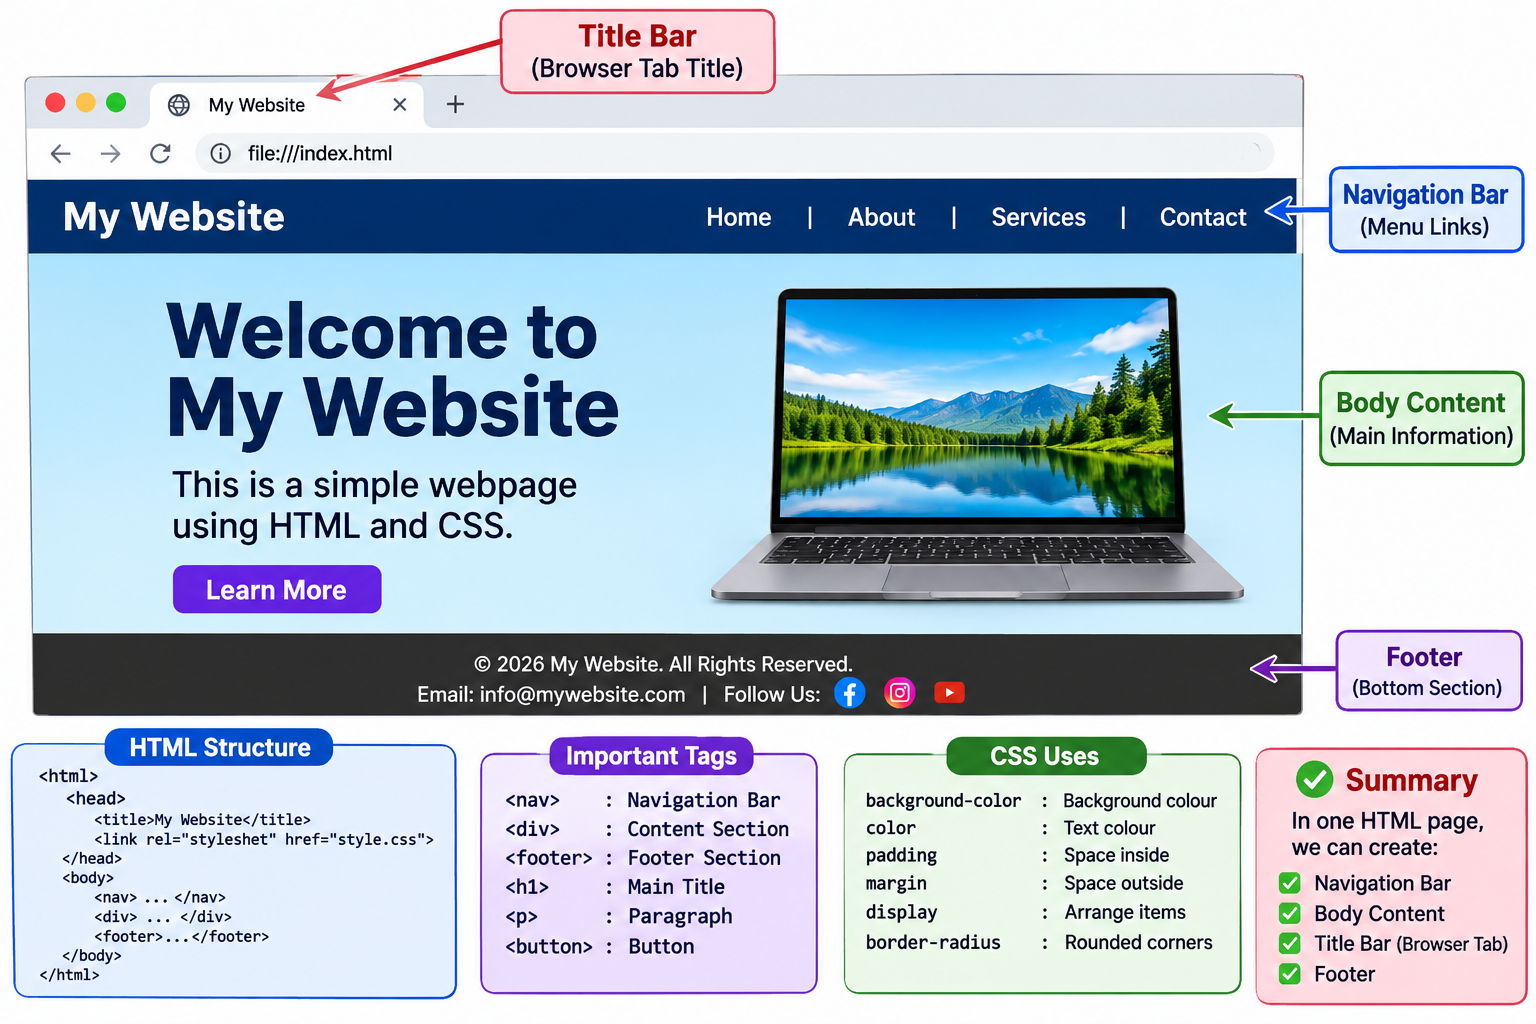 Title Bar
(Browser Tab Title)
My Website
file:///index.html
My Website
Home | About | Services | Contact
Navigation Bar
(Menu Links)
Welcome to
My Website
This is a simple webpage
using HTML and CSS.
Learn More
Body Content
(Main Information)
© 2026 My Website. All Rights Reserved.
Email: info@mywebsite.com | Follow Us:
Footer
(Bottom Section)
HTML Structure
<html>
<head>
<title>My Website</title>
<link rel="styleshet" href="style.css">
</head>
<body>
<nav> ... </nav>
<div> ... </div>
<footer>...</footer>
</body>
</html>
Important Tags
<nav> : Navigation Bar
<div> : Content Section
<footer> : Footer Section
<h1> : Main Title
<p> : Paragraph
<button> : Button
CSS Uses
background-color : Background colour
color : Text colour
padding : Space inside
margin : Space outside
display : Arrange items
border-radius : Rounded corners
Summary
In one HTML page,
we can create:
Navigation Bar
Body Content
Title Bar (Browser Tab)
Footer